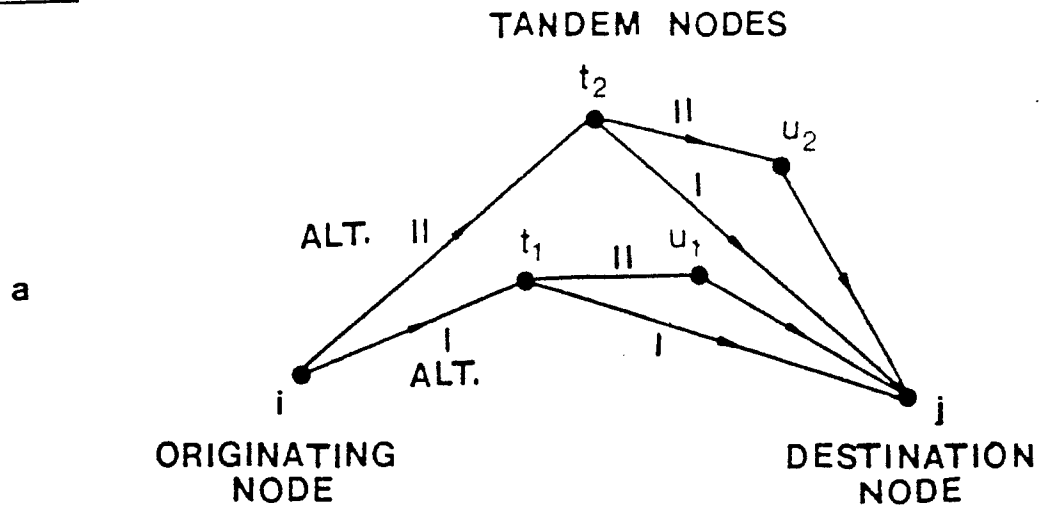 TANDEM NODES
t2
II
u2
I
ALT. II
t1
II
u1
a
I
ALT.
I
i
j
ORIGINATING
NODE
DESTINATION
NODE